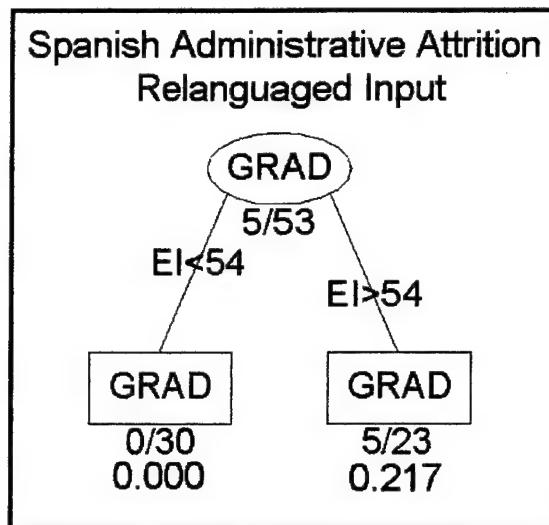 Spanish Administrative Attrition
Relanguaged Input
GRAD
5/53
EI<54
EI>54
GRAD
GRAD
0/30
5/23
0.000
0.217